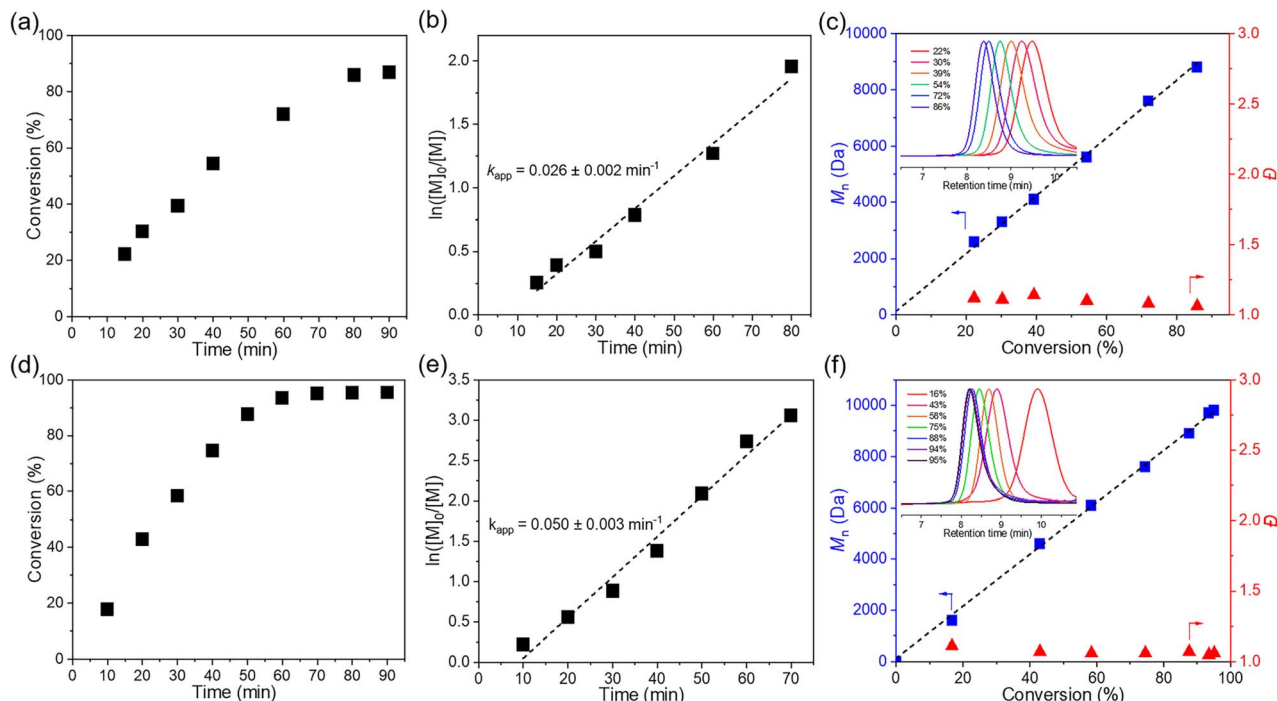 (a)
100
80
60
40
20
0
Conversion (%)
0 10 20 30 40 50 60 70 80 90
Time (min)
(b)
2.0
1.5
1.0
0.5
0.0
ln([M]0/[M])
kapp = 0.026 ± 0.002 min-1
0 10 20 30 40 50 60 70 80
Time (min)
(c)
10000
8000
6000
4000
2000
0
Mn (Da)
22%
30%
39%
54%
72%
86%
7 8 9 10
Retention time (min)
3.0
2.5
2.0
1.5
1.0
Đ
0 20 40 60 80
Conversion (%)
(d)
100
80
60
40
20
0
Conversion (%)
0 10 20 30 40 50 60 70 80 90
Time (min)
(e)
3.5
3.0
2.5
2.0
1.5
1.0
0.5
0.0
ln([M]0/[M])
kapp = 0.050 ± 0.003 min-1
0 10 20 30 40 50 60 70
Time (min)
(f)
10000
8000
6000
4000
2000
0
Mn (Da)
16%
43%
58%
75%
88%
94%
95%
7 8 9 10
Retention time (min)
3.0
2.5
2.0
1.5
1.0
Đ
0 20 40 60 80 100
Conversion (%)